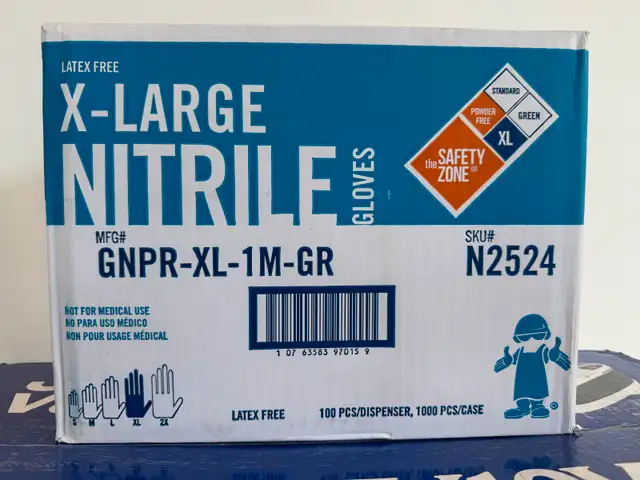 LATEX FREE
X-LARGE
NITRILE
GLOVES
STANDARD
POWDER
FREE
GREEN
XL
the SAFETY
ZONE®
MFG#
GNPR-XL-1M-GR
SKU#
N2524
NOT FOR MEDICAL USE
NO PARA USO MÉDICO
NON POUR USAGE MÉDICAL
1 07 63583 97015 9
S M L XL 2X
LATEX FREE 100 PCS/DISPENSER, 1000 PCS/CASE
®